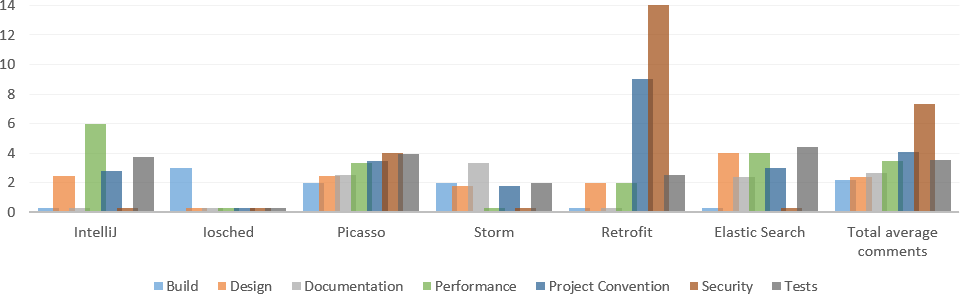 14
12
10
8
6
4
2
0
IntelliJ Iosched Picasso Storm Retrofit Elastic Search Total average
comments
Build Design Documentation Performance Project Convention Security Tests